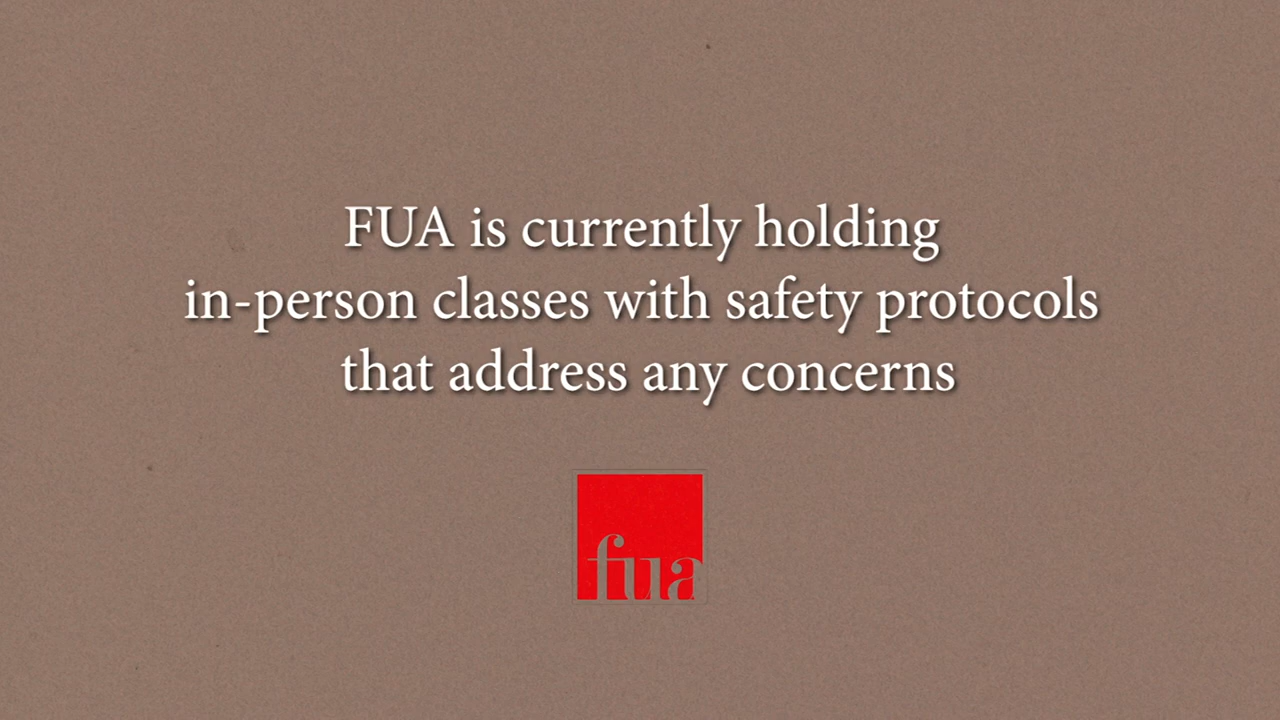 FUA is currently holding
in-person classes with safety protocols
that address any concerns
fua